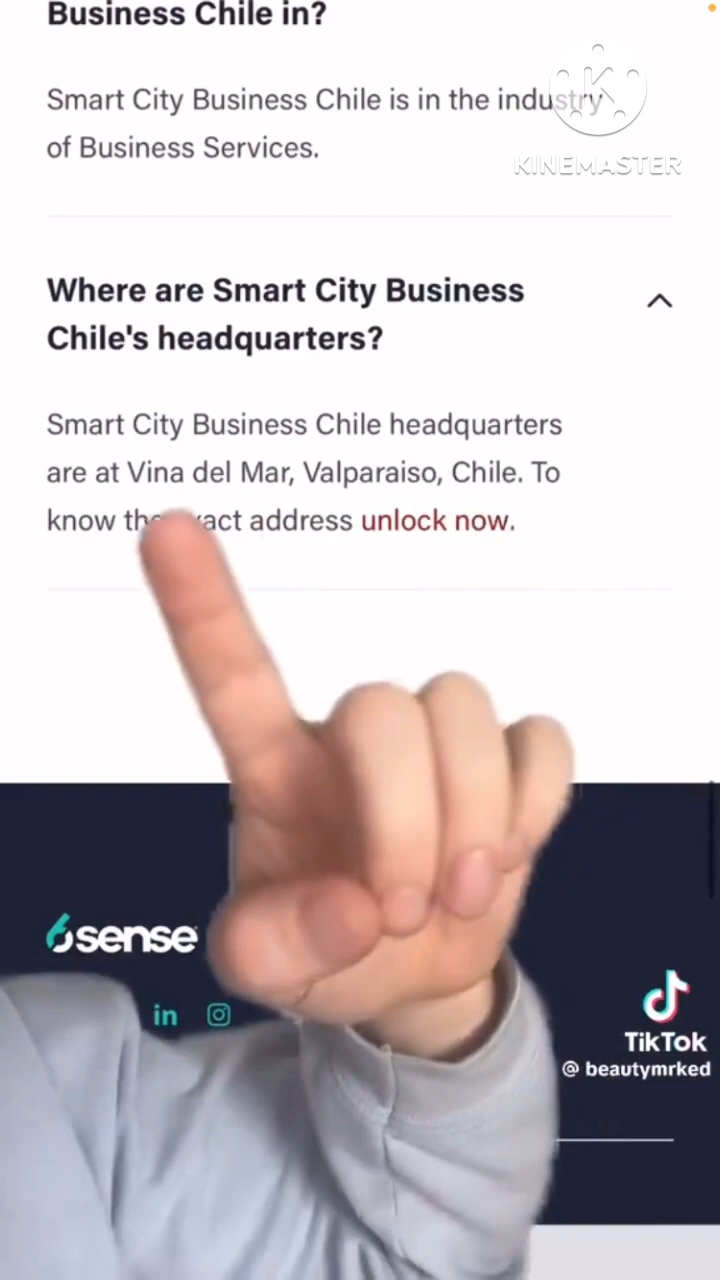 Business Chile in?
Smart City Business Chile is in the industry
of Business Services.
KINEMASTER
Where are Smart City Business
Chile's headquarters?
Smart City Business Chile headquarters
are at Vina del Mar, Valparaiso, Chile. To
know the exact address unlock now.
6sense
in
TikTok
@ beautymrked